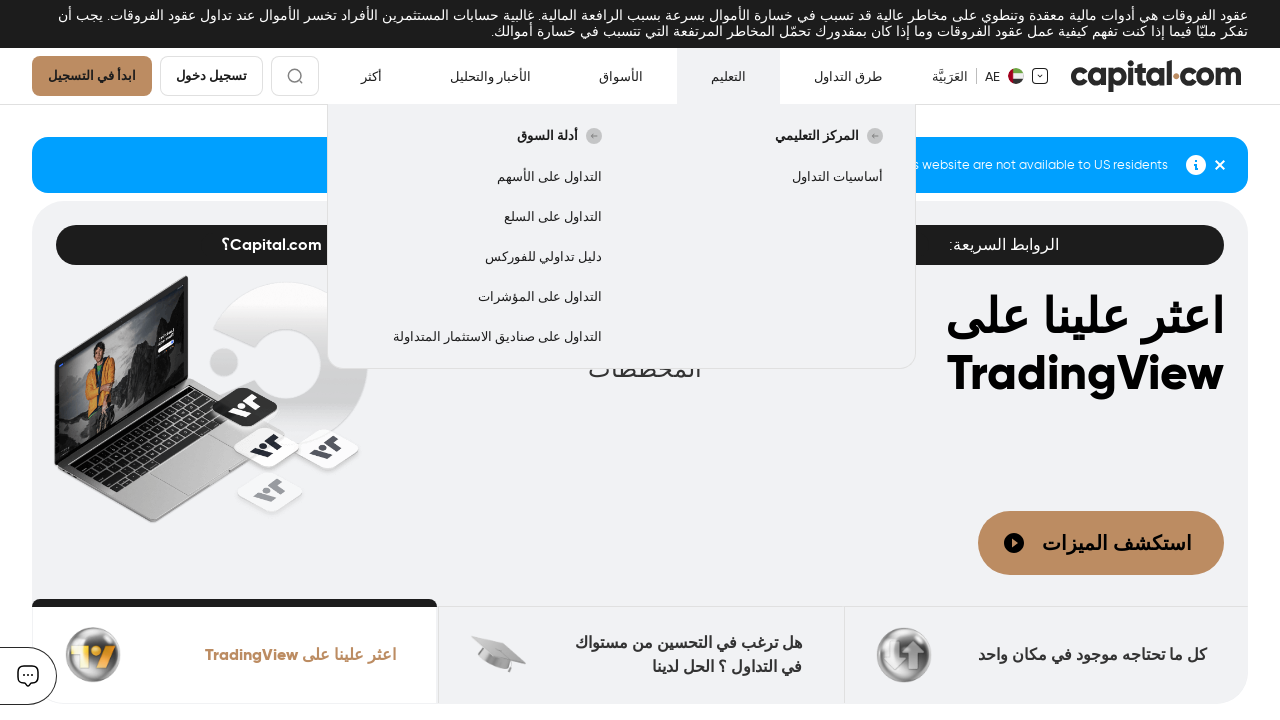 عقود الفروقات هي أدوات مالية معقدة وتنطوي على مخاطر عالية قد تسبب في خسارة الأموال بسرعة بسبب الرافعة المالية. غالبية حسابات المستثمرين الأفراد تخسر الأموال عند تداول عقود الفروقات. يجب أن
تفكر مليّا فيما إذا كنت تفهم كيفية عمل عقود الفروقات وما إذا كان بمقدورك تحمّل المخاطر المرتفعة التي تتسبب في خسارة أموالك.
capital.com
AE
العَرَبيَّة
طرق التداول
التعليم
الأسواق
الأخبار والتحليل
أكثر
تسجيل دخول
ابدأ في التسجيل
المركز التعليمي
أساسيات التداول
أدلة السوق
التداول على الأسهم
التداول على السلع
دليل تداولي للفوركس
التداول على المؤشرات
التداول على صناديق الاستثمار المتداولة
website are not available to US residents
الروابط السريعة:
Capital.com؟
اعثر علينا على
TradingView
المخططات
استكشف الميزات
كل ما تحتاجه موجود في مكان واحد
هل ترغب في التحسين من مستواك
في التداول ؟ الحل لدينا
اعثر علينا على TradingView